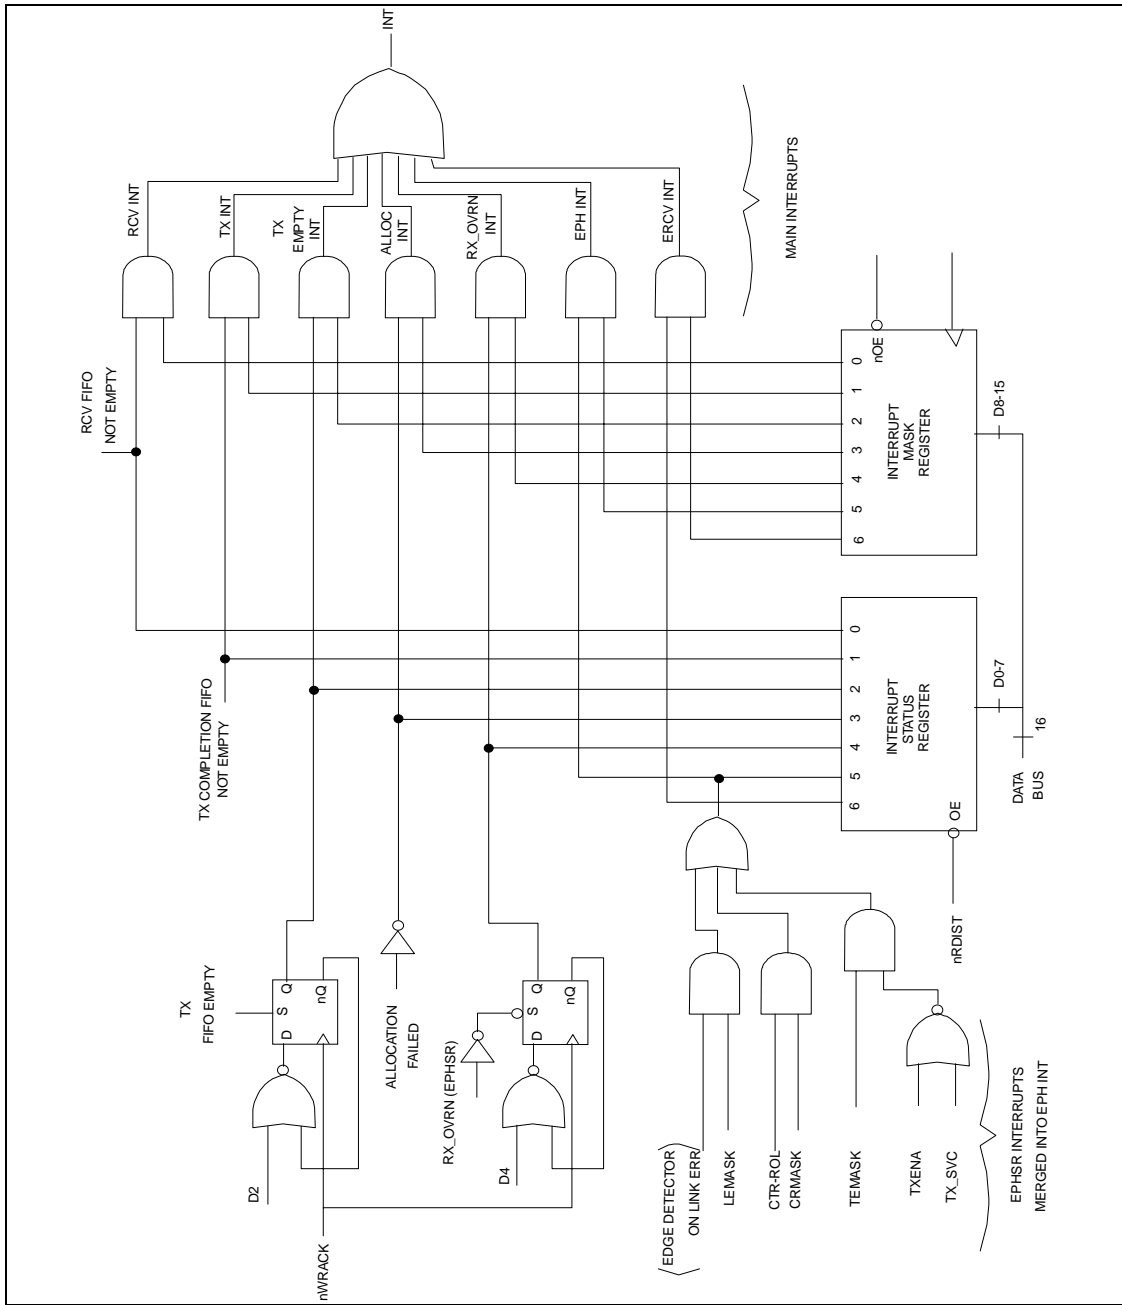 INT
RCV INT
TX INT
TX
EMPTY
INT
ALLOC
INT
RX_OVRN
INT
EPH INT
ERCV INT
MAIN INTERRUPTS
RCV FIFO
NOT EMPTY
nOE
0
1
2
3
4
5
6
INTERRUPT
MASK
REGISTER
D8-15
TX COMPLETION FIFO
NOT EMPTY
0
1
2
3
4
5
6
INTERRUPT
STATUS
REGISTER
OE
D0-7
16
DATA
BUS
nRDIST
TX
FIFO EMPTY
D
S
Q
nQ
D2
nWRACK
ALLOCATION
FAILED
RX_OVRN (EPHSR)
D
S
Q
nQ
D4
EDGE DETECTOR
ON LINK ERR
LEMASK
CTR-ROL
CRMASK
TEMASK
TXENA
TX_SVC
EPHSR INTERRUPTS
MERGED INTO EPH INT